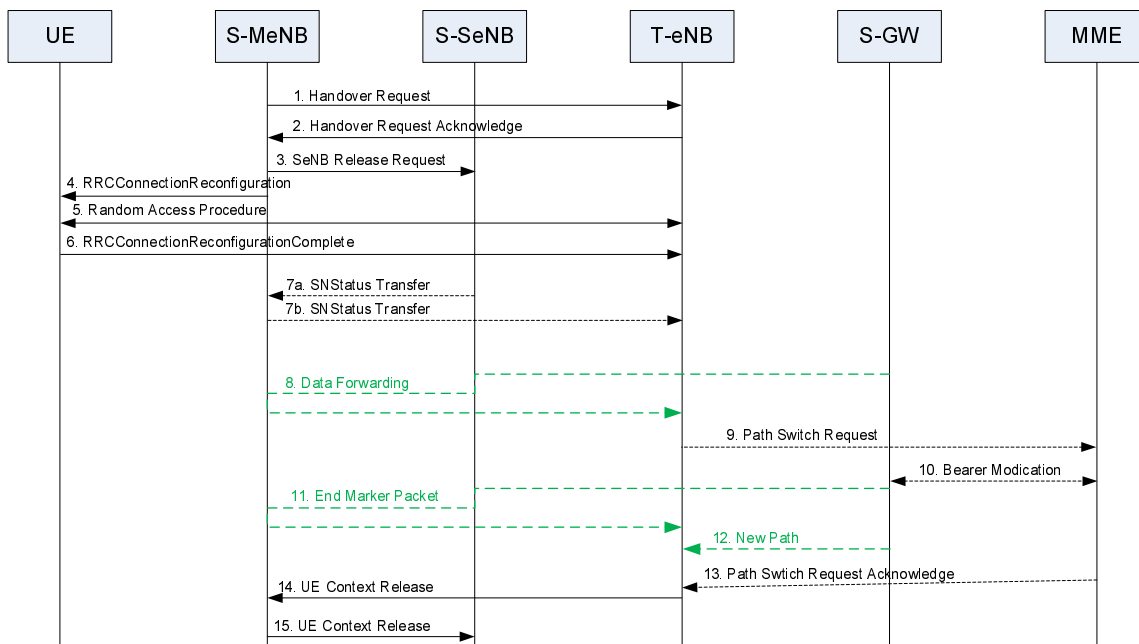 UE
S-MeNB
S-SeNB
T-eNB
S-GW
MME
1. Handover Request
2. Handover Request Acknowledge
3. SeNB Release Request
4. RRCConnectionReconfiguration
5. Random Access Procedure
6. RRCConnectionReconfigurationComplete
7a. SNStatus Transfer
7b. SNStatus Transfer
8. Data Forwarding
9. Path Switch Request
10. Bearer Modication
11. End Marker Packet
12. New Path
13. Path Swtich Request Acknowledge
14. UE Context Release
15. UE Context Release